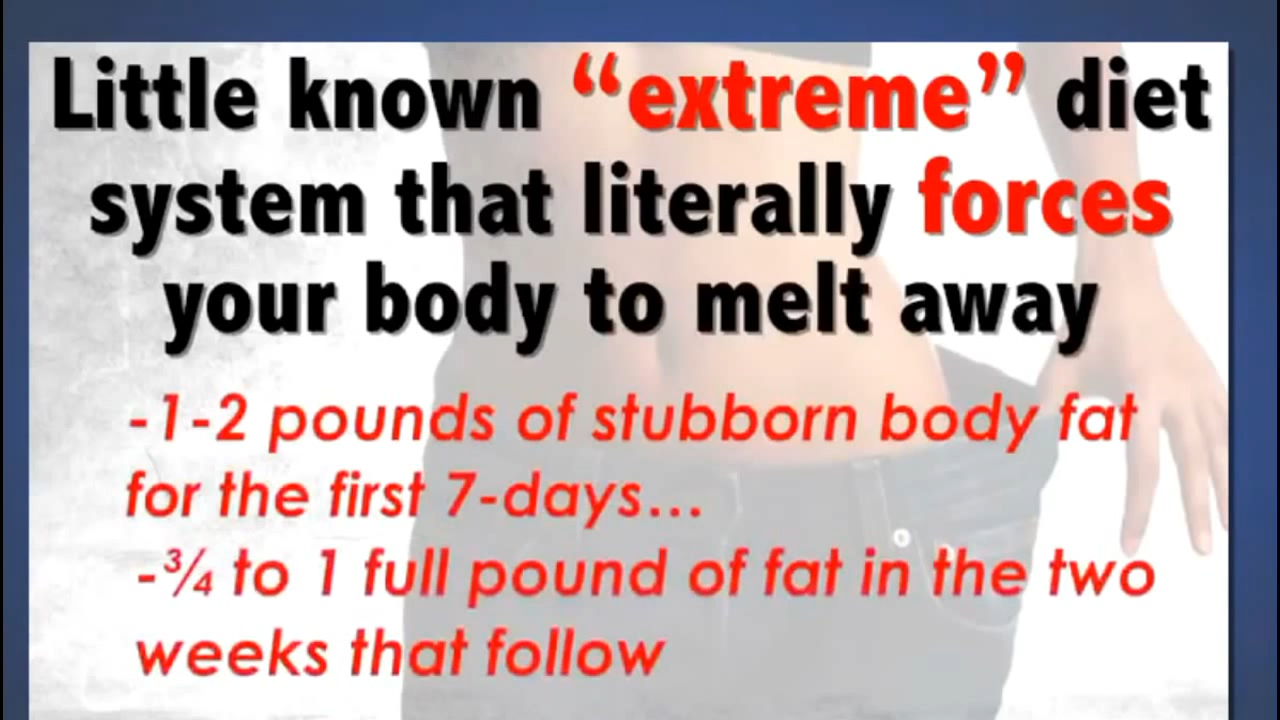 Little known “extreme” diet
system that literally forces
your body to melt away
-1-2 pounds of stubborn body fat
for the first 7-days...
-¾ to 1 full pound of fat in the two
weeks that follow